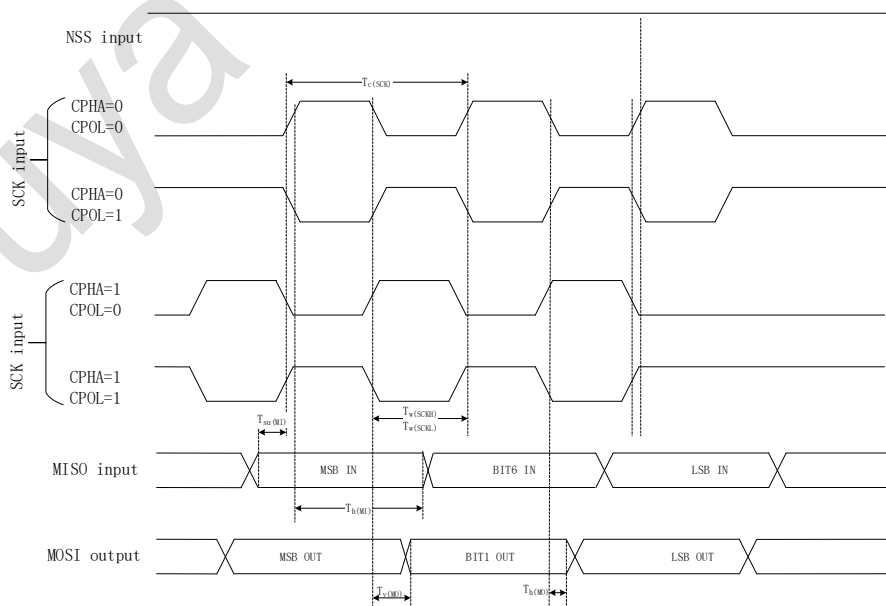 NSS input
Tc(SCK)
SCK input
CPHA=0
CPOL=0
CPHA=0
CPOL=1
SCK input
CPHA=1
CPOL=0
CPHA=1
CPOL=1
Tw(SCKH)
Tw(SCKL)
Tsu(MI)
MISO input
MSB IN
BIT6 IN
LSB IN
Th(MI)
MOSI output
MSB OUT
BIT1 OUT
LSB OUT
Tv(MO)
Th(MO)
uya